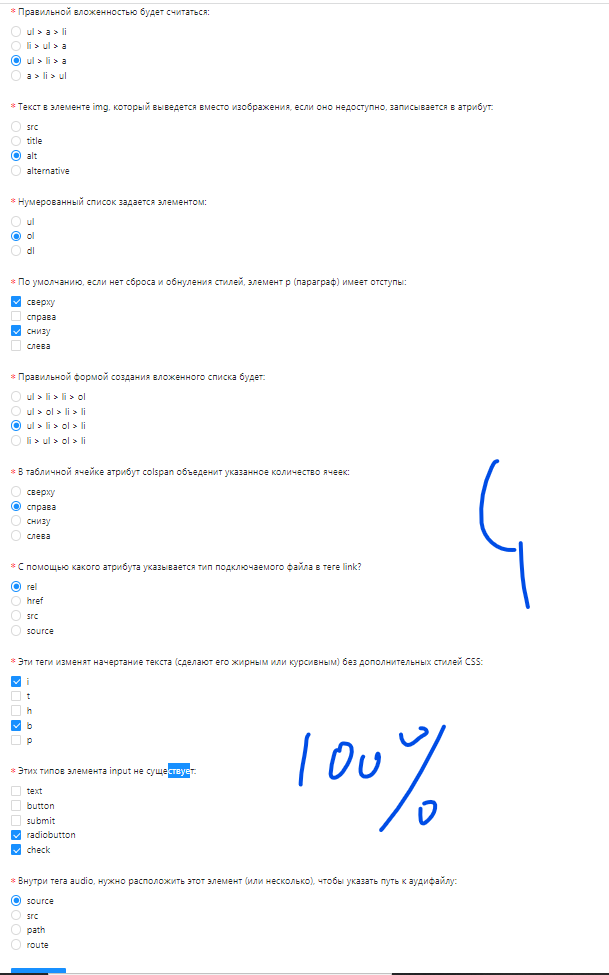 * Правильной вложенностью будет считаться:
ul > a > li
li > ul > a
ul > li > a
a > li > ul
* Текст в элементе img, который выведется вместо изображения, если оно недоступно, записывается в атрибут:
src
title
alt
alternative
* Нумерованный список задается элементом:
ul
ol
dl
* По умолчанию, если нет сброса и обнуления стилей, элемент p (параграф) имеет отступы:
сверху
справа
снизу
слева
* Правильной формой создания вложенного списка будет:
ul > li > li > ol
ul > ol > li > li
ul > li > ol > li
li > ul > ol > li
* В табличной ячейке атрибут colspan объеденит указанное количество ячеек:
сверху
справа
снизу
слева
* С помощью какого атрибута указывается тип подключаемого файла в теге link?
rel
href
src
source
* Эти теги изменят начертание текста (сделают его жирным или курсивным) без дополнительных стилей CSS:
i
t
h
b
p
100%
* Этих типов элемента input не существует:
text
button
submit
radiobutton
check
* Внутри тега audio, нужно расположить этот элемент (или несколько), чтобы указать путь к аудифайлу:
source
src
path
route